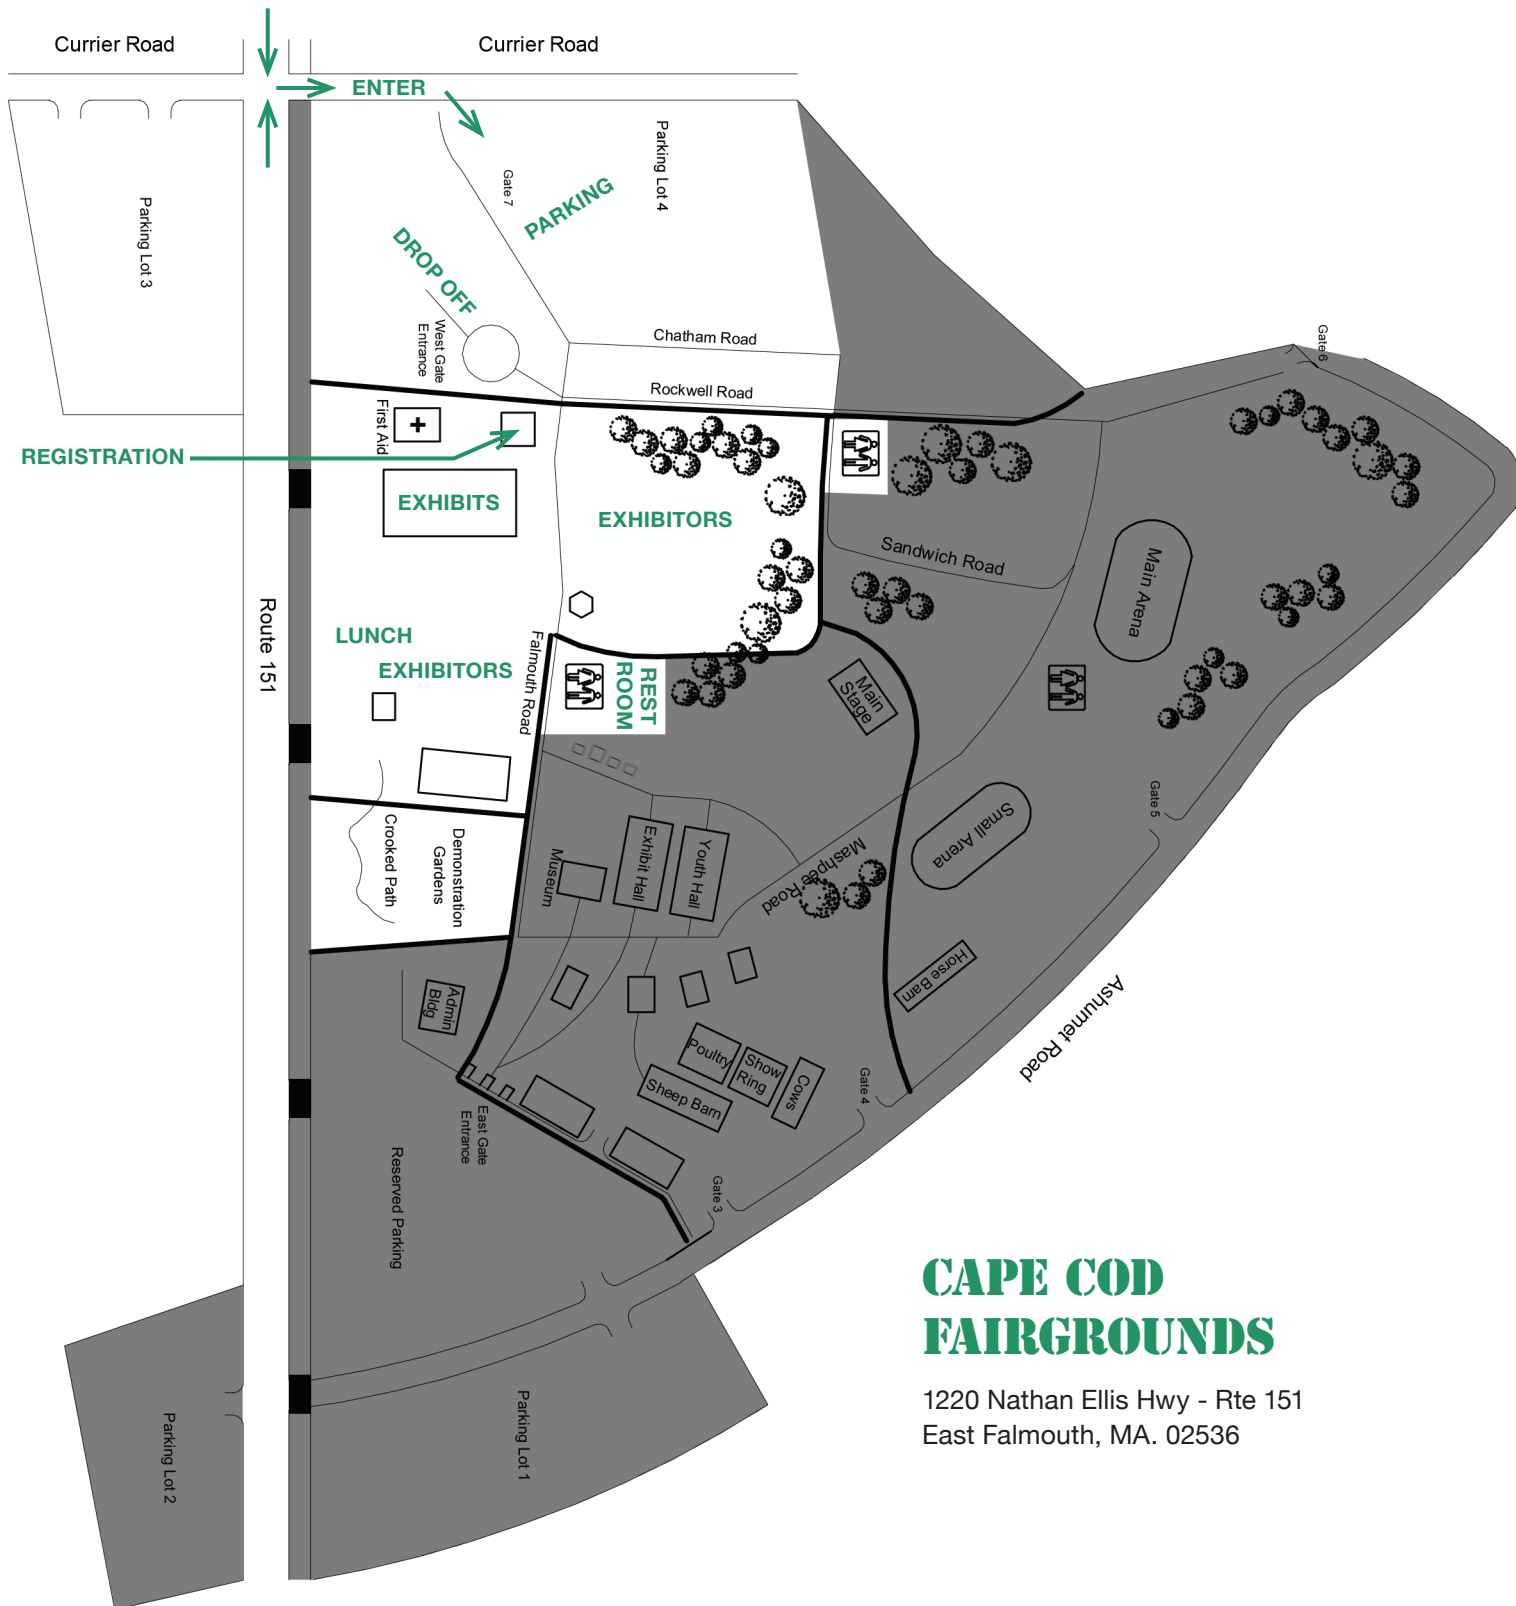 Currier Road
Currier Road
ENTER
Parking Lot 3
Gate 7
Parking Lot 4
PARKING
DROP OFF
West Gate
Entrance
Chatham Road
Rockwell Road
Gate 6
First Aid
REGISTRATION
EXHIBITS
EXHIBITORS
Sandwich Road
Main Arena
Route 151
LUNCH
EXHIBITORS
Falmouth Road
REST
ROOM
Main
Stage
Gate 5
Small Arena
Crooked Path
Demonstration
Gardens
Museum
Exhibit Hall
Youth Hall
Mashpee Road
Horse Barn
Ashumet Road
Admin
Bldg
Poultry
Show
Ring
Cows
Sheep Barn
Gate 4
East Gate
Entrance
Reserved Parking
Gate 3
CAPE COD
FAIRGROUNDS
1220 Nathan Ellis Hwy - Rte 151
East Falmouth, MA. 02536
Parking Lot 2
Parking Lot 1